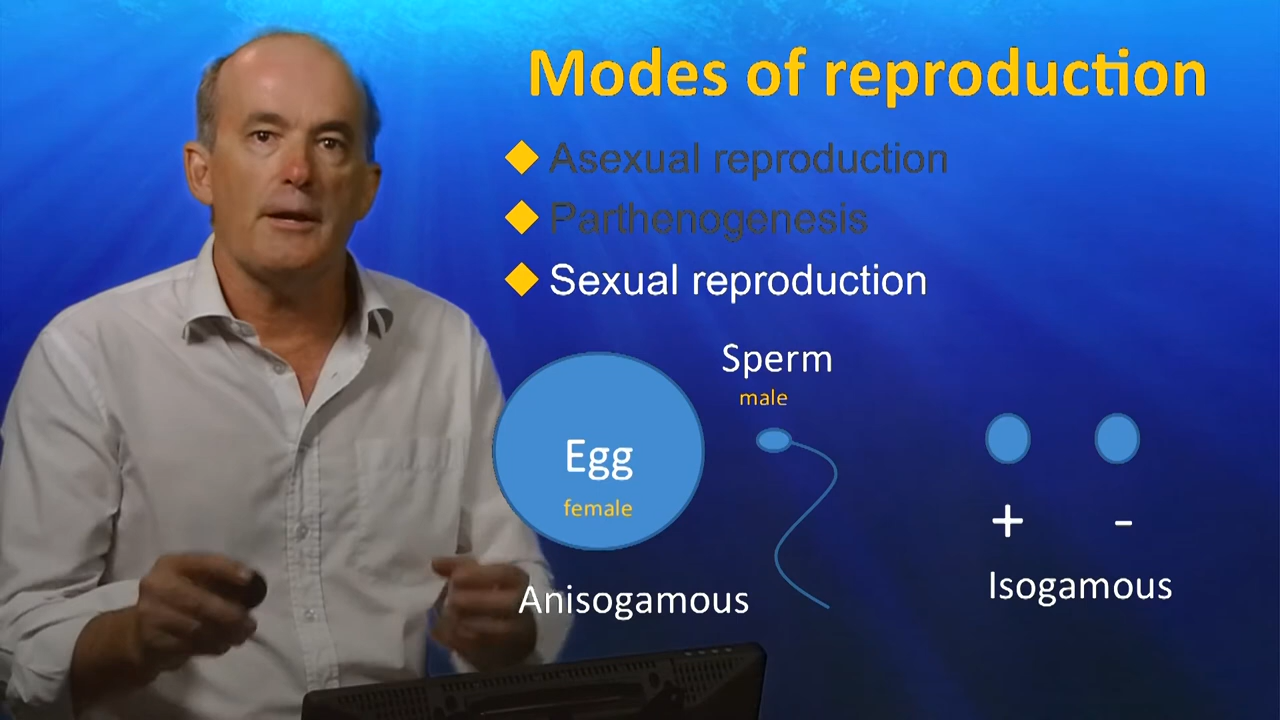 Modes of reproduction
Asexual reproduction
Parthenogenesis
Sexual reproduction
Sperm
male
Egg
female
+ -
Anisogamous
Isogamous